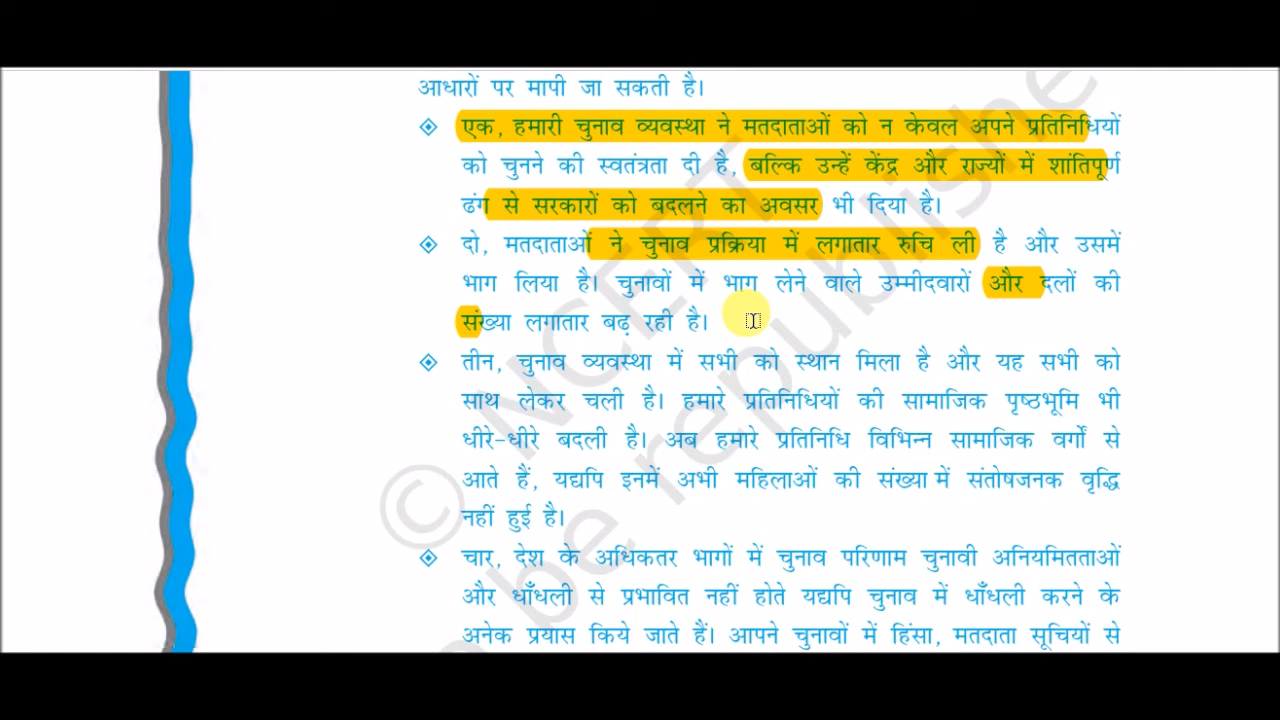 आधारों पर मापी जा सकती है।
एक, हमारी चुनाव व्यवस्था ने मतदाताओं को न केवल अपने प्रतिनिधियों
को चुनने की स्वतंत्रता दी है, बल्कि उन्हें केंद्र और राज्यों में शांतिपूर्ण
ढंग से सरकारों को बदलने का अवसर भी दिया है।
दो, मतदाताओं ने चुनाव प्रक्रिया में लगातार रुचि ली है और उसमें
भाग लिया है। चुनावों में भाग लेने वाले उम्मीदवारों और दलों की
संख्या लगातार बढ़ रही है।
तीन, चुनाव व्यवस्था में सभी को स्थान मिला है और यह सभी को
साथ लेकर चली है। हमारे प्रतिनिधियों की सामाजिक पृष्ठभूमि भी
धीरे-धीरे बदली है। अब हमारे प्रतिनिधि विभिन्न सामाजिक वर्गों से
आते हैं, यद्यपि इनमें अभी महिलाओं की संख्या में संतोषजनक वृद्धि
नहीं हुई है।
चार, देश के अधिकतर भागों में चुनाव परिणाम चुनावी अनियमितताओं
और धाँधली से प्रभावित नहीं होते यद्यपि चुनाव में धाँधली करने के
अनेक प्रयास किये जाते हैं। आपने चुनावों में हिंसा, मतदाता सूचियों से
© NCERT
be republishe